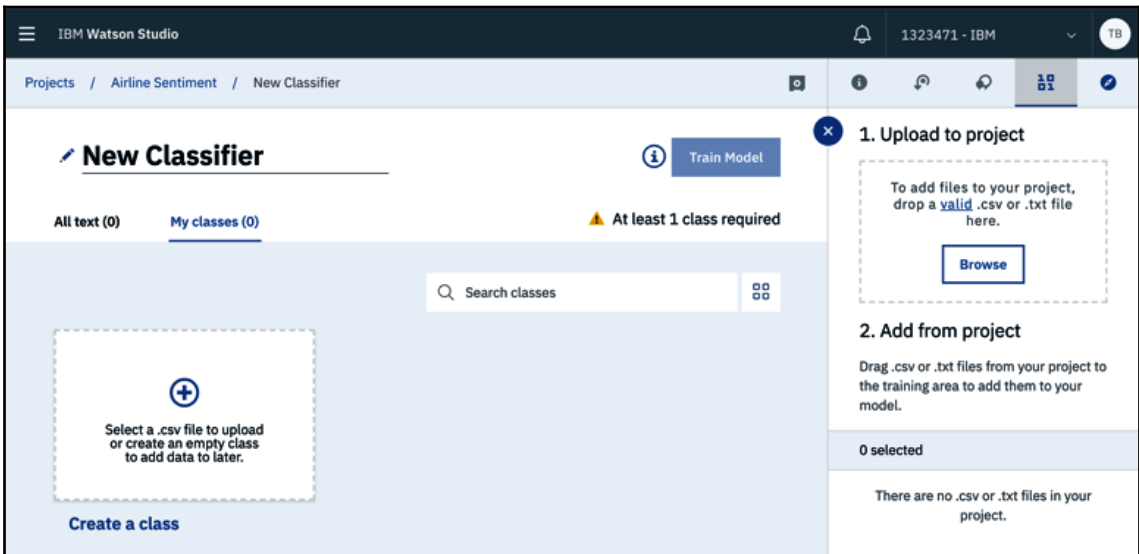 IBM Watson Studio
1323471 - IBM
TB
Projects / Airline Sentiment / New Classifier
New Classifier
Train Model
All text (0)
My classes (0)
At least 1 class required
Search classes
Select a .csv file to upload
or create an empty class
to add data to later.
Create a class
1. Upload to project
To add files to your project,
drop a valid .csv or .txt file
here.
Browse
2. Add from project
Drag .csv or .txt files from your project to
the training area to add them to your
model.
0 selected
There are no .csv or .txt files in your
project.